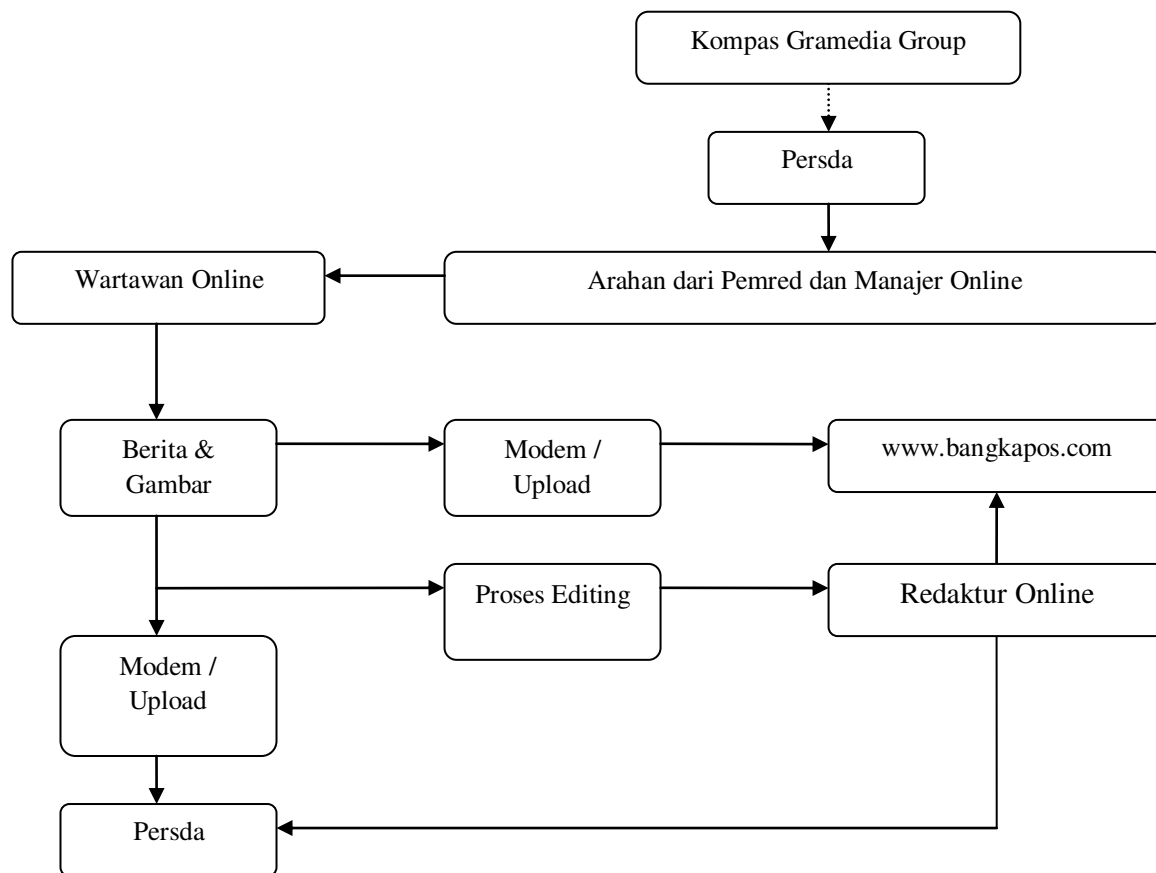 Kompas Gramedia Group
Persda
Wartawan Online
Arahan dari Pemred dan Manajer Online
Berita &
Gambar
Modem /
Upload
www.bangkapos.com
Proses Editing
Redaktur Online
Modem /
Upload
Persda